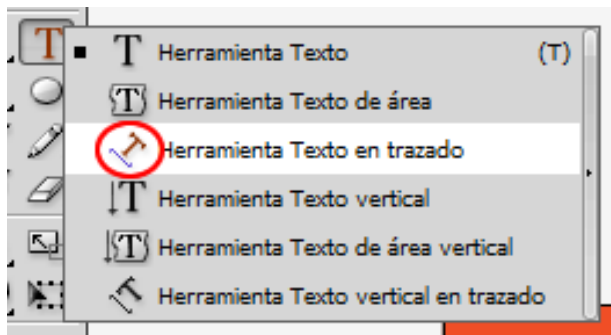 Herramienta Texto (T)
Herramienta Texto de área
Herramienta Texto en trazado
Herramienta Texto vertical
Herramienta Texto de área vertical
Herramienta Texto vertical en trazado